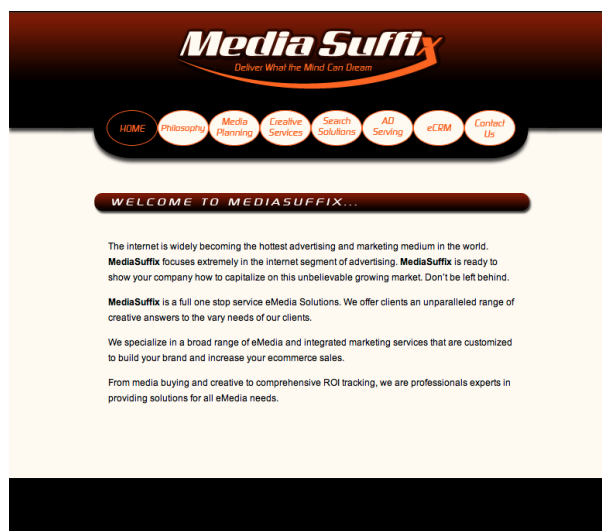 Media Suffix
Deliver What the Mind Can Dream
HOME
Philosophy
Media
Planning
Creative
Services
Search
Solutions
AD
Serving
eCRM
Contact
Us
WELCOME TO MEDIASUFFIX...
The internet is widely becoming the hottest advertising and marketing medium in the world.
MediaSuffix focuses extremely in the internet segment of advertising. MediaSuffix is ready to
show your company how to capitalize on this unbelievable growing market. Don't be left behind.
MediaSuffix is a full one stop service eMedia Solutions. We offer clients an unparalleled range of
creative answers to the vary needs of our clients.
We specialize in a broad range of eMedia and integrated marketing services that are customized
to build your brand and increase your ecommerce sales.
From media buying and creative to comprehensive ROI tracking, we are professionals experts in
providing solutions for all eMedia needs.